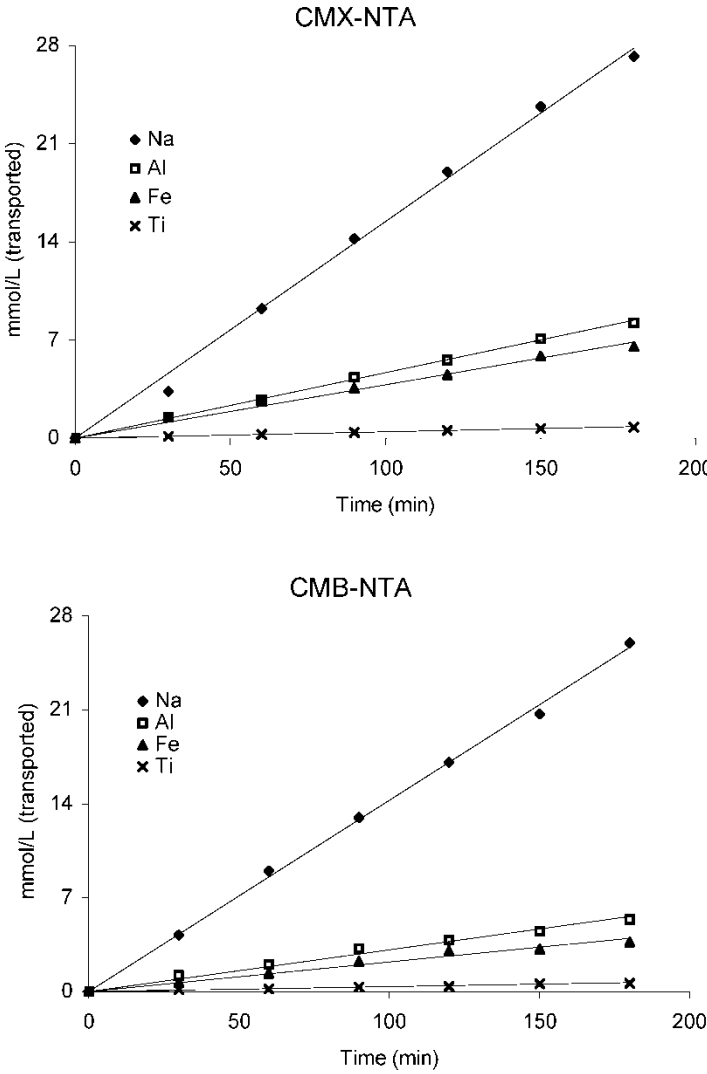 CMX-NTA
28
21
14
7
0
mmol/L (transported)
Na
Al
Fe
Ti
0 50 100 150 200
Time (min)
CMB-NTA
28
21
14
7
0
mmol/L (transported)
Na
Al
Fe
Ti
0 50 100 150 200
Time (min)